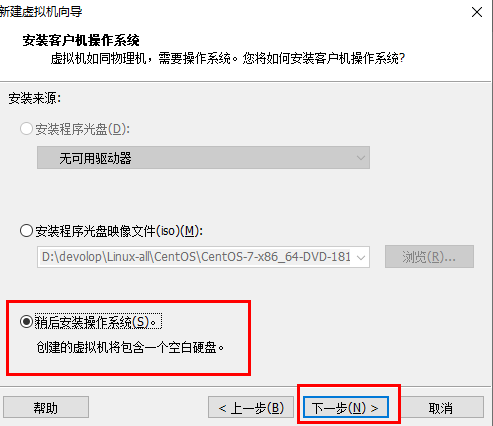 新建虚拟机向导
安装客户机操作系统
虚拟机如同物理机，需要操作系统。您将如何安装客户机操作系统?
安装来源:
安装程序光盘(D):
无可用驱动器
安装程序光盘映像文件(iso)(M):
D:\devolop\Linux-all\CentOS\CentOS-7-x86_64-DVD-181
浏览(R)...
稍后安装操作系统(S)。
创建的虚拟机将包含一个空白硬盘。
帮助
< 上一步(B)
下一步(N) >
取消